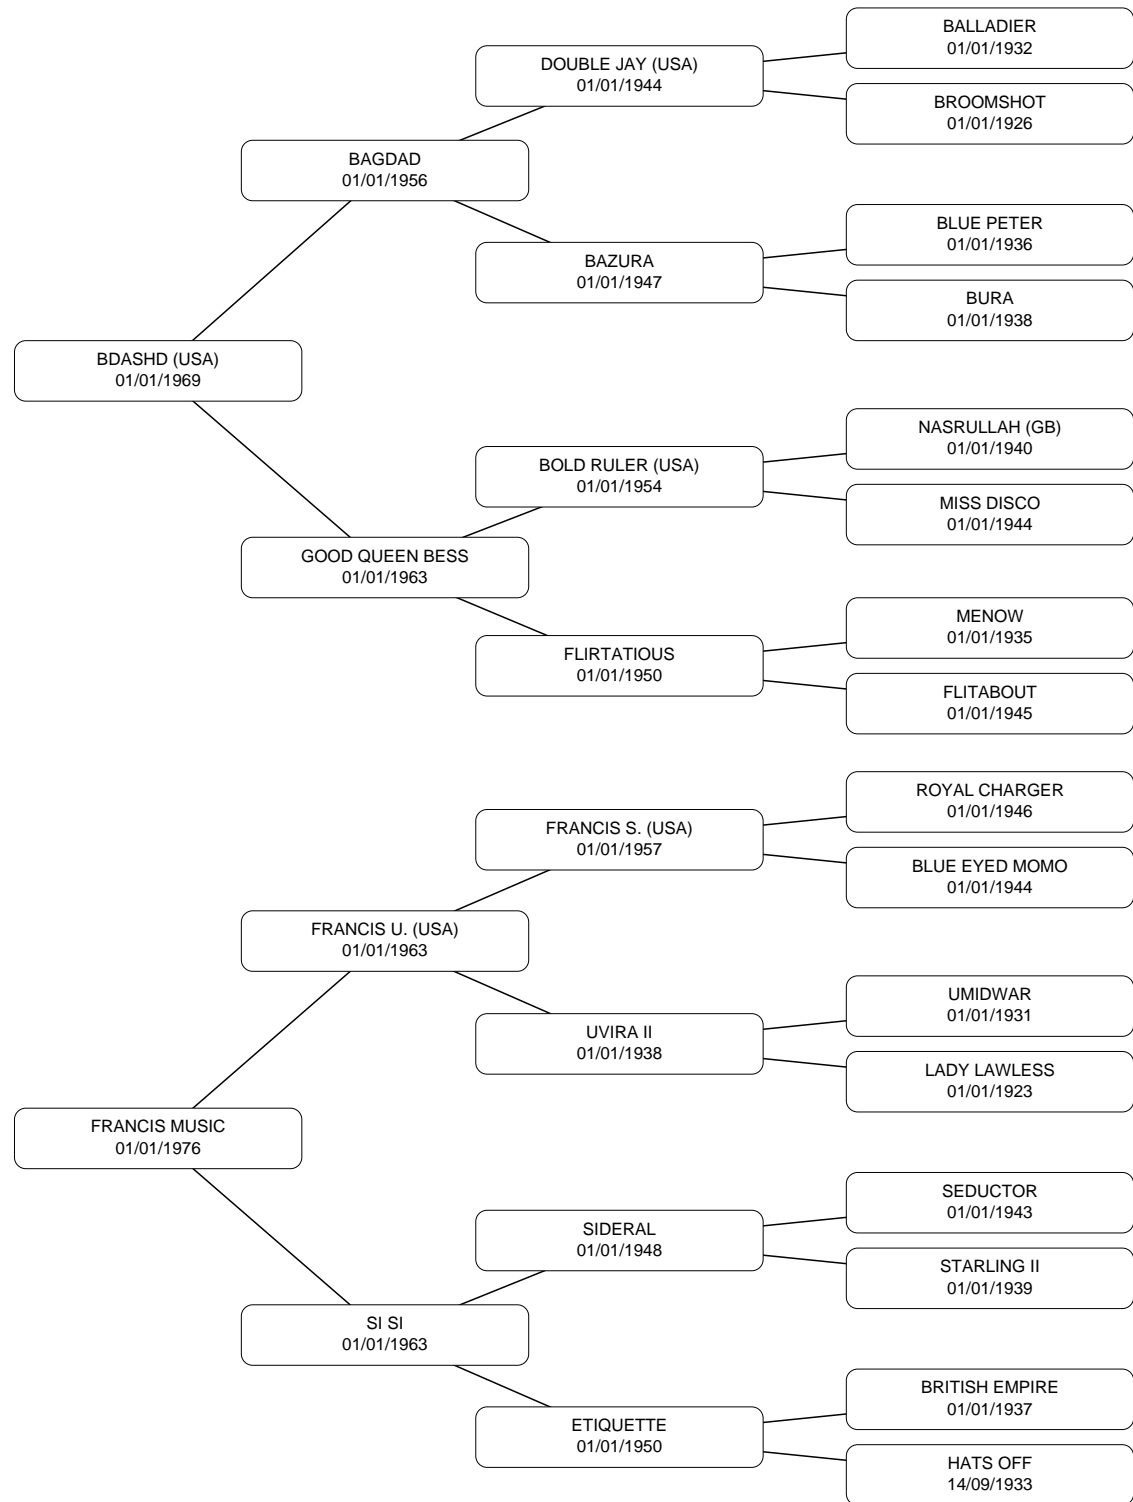 BALLADIER
01/01/1932
DOUBLE JAY (USA)
01/01/1944
BROOMSHOT
01/01/1926
BAGDAD
01/01/1956
BLUE PETER
01/01/1936
BAZURA
01/01/1947
BURA
01/01/1938
BDASHD (USA)
01/01/1969
NASRULLAH (GB)
01/01/1940
BOLD RULER (USA)
01/01/1954
MISS DISCO
01/01/1944
GOOD QUEEN BESS
01/01/1963
MENOW
01/01/1935
FLIRTATIOUS
01/01/1950
FLITABOUT
01/01/1945
ROYAL CHARGER
01/01/1946
FRANCIS S. (USA)
01/01/1957
BLUE EYED MOMO
01/01/1944
FRANCIS U. (USA)
01/01/1963
UMIDWAR
01/01/1931
UVIRA II
01/01/1938
LADY LAWLESS
01/01/1923
FRANCIS MUSIC
01/01/1976
SEDUCTOR
01/01/1943
SIDERAL
01/01/1948
STARLING II
01/01/1939
SI SI
01/01/1963
BRITISH EMPIRE
01/01/1937
ETIQUETTE
01/01/1950
HATS OFF
14/09/1933